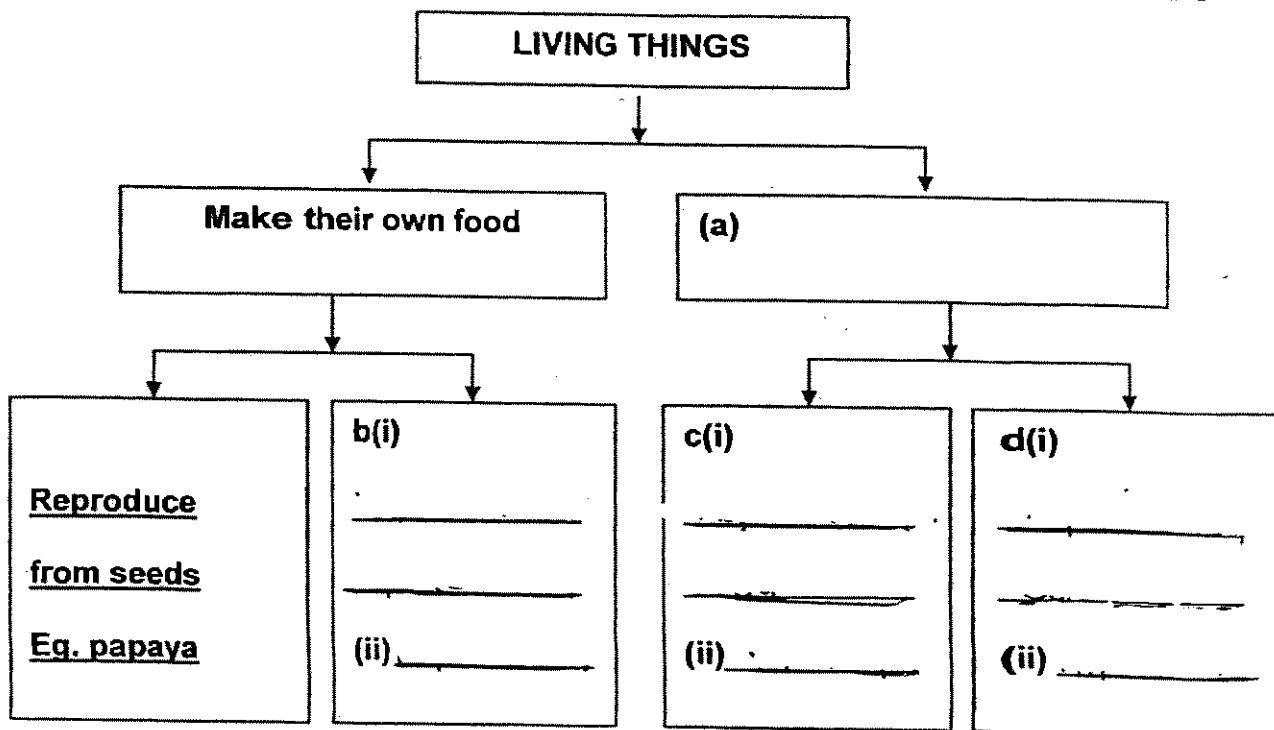 LIVING THINGS
Make their own food
(a)
Reproduce
from seeds
Eg. papaya
b(i)
(ii)
c(i)
(ii)
d(i)
(ii)